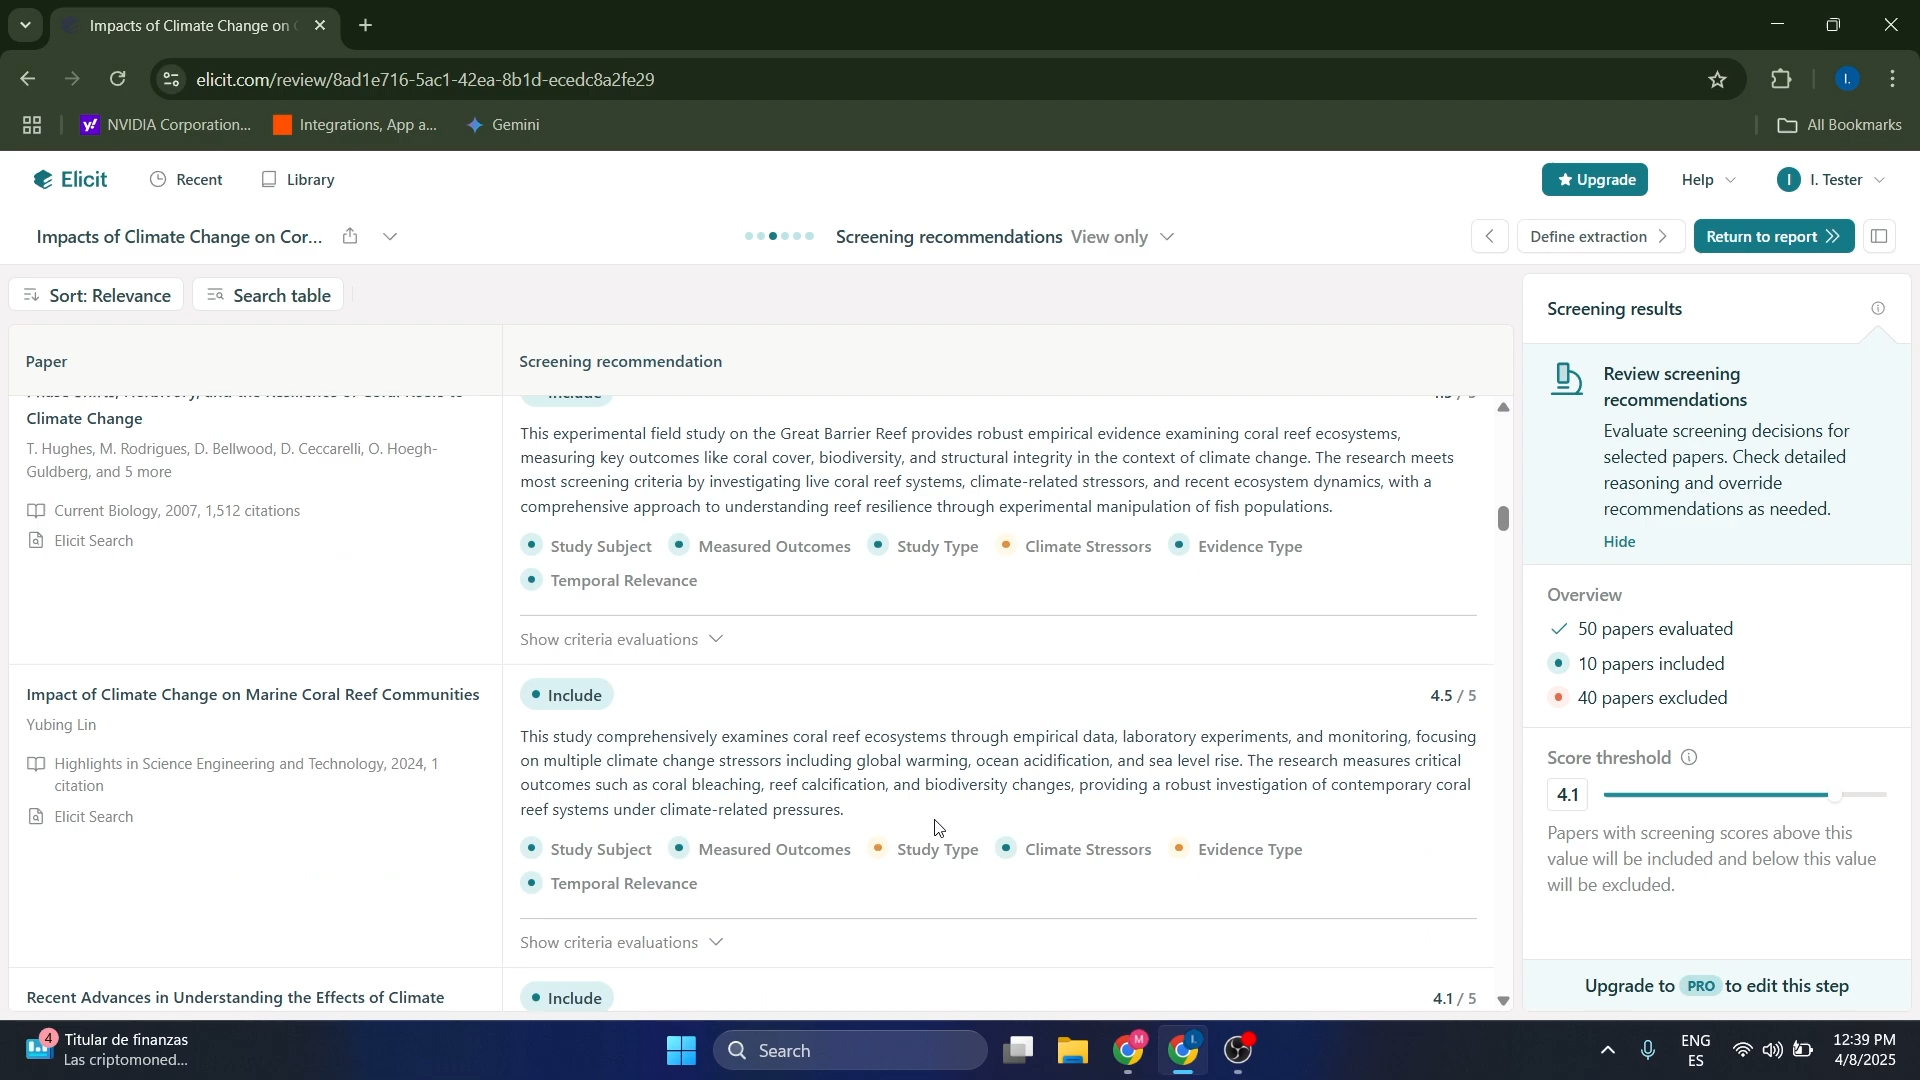 Impacts of Climate Change on
elicit.com/review/8ad1e716-5ac1-42ea-8b1d-ecedc8a2fe29
NVIDIA Corporation...
Integrations, App a...
Gemini
All Bookmarks
Elicit
Recent
Library
Upgrade
Help
I. Tester
Impacts of Climate Change on Cor...
Screening recommendations View only
Define extraction
Return to report
Sort: Relevance
Search table
Paper
Screening recommendation
Phase Shifts, Herbivory, and the Resilience of Coral Reefs to
Climate Change
T. Hughes, M. Rodrigues, D. Bellwood, D. Ceccarelli, O. Hoegh-
Guldberg, and 5 more
Current Biology, 2007, 1,512 citations
Elicit Search
Include
This experimental field study on the Great Barrier Reef provides robust empirical evidence examining coral reef ecosystems,
measuring key outcomes like coral cover, biodiversity, and structural integrity in the context of climate change. The research meets
most screening criteria by investigating live coral reef systems, climate-related stressors, and recent ecosystem dynamics, with a
comprehensive approach to understanding reef resilience through experimental manipulation of fish populations.
Study Subject Measured Outcomes Study Type Climate Stressors Evidence Type
Temporal Relevance
Show criteria evaluations
Impact of Climate Change on Marine Coral Reef Communities
Yubing Lin
Highlights in Science Engineering and Technology, 2024, 1
citation
Elicit Search
Include
4.5 / 5
This study comprehensively examines coral reef ecosystems through empirical data, laboratory experiments, and monitoring, focusing
on multiple climate change stressors including global warming, ocean acidification, and sea level rise. The research measures critical
outcomes such as coral bleaching, reef calcification, and biodiversity changes, providing a robust investigation of contemporary coral
reef systems under climate-related pressures.
Study Subject Measured Outcomes Study Type Climate Stressors Evidence Type
Temporal Relevance
Show criteria evaluations
Recent Advances in Understanding the Effects of Climate
Include
4.1 / 5
Screening results
Review screening
recommendations
Evaluate screening decisions for
selected papers. Check detailed
reasoning and override
recommendations as needed.
Hide
Overview
50 papers evaluated
10 papers included
40 papers excluded
Score threshold
4.1
Papers with screening scores above this
value will be included and below this value
will be excluded.
Upgrade to PRO to edit this step
4
Titular de finanzas
Las criptomoned...
Search
M
I.
ENG
ES
12:39 PM
4/8/2025